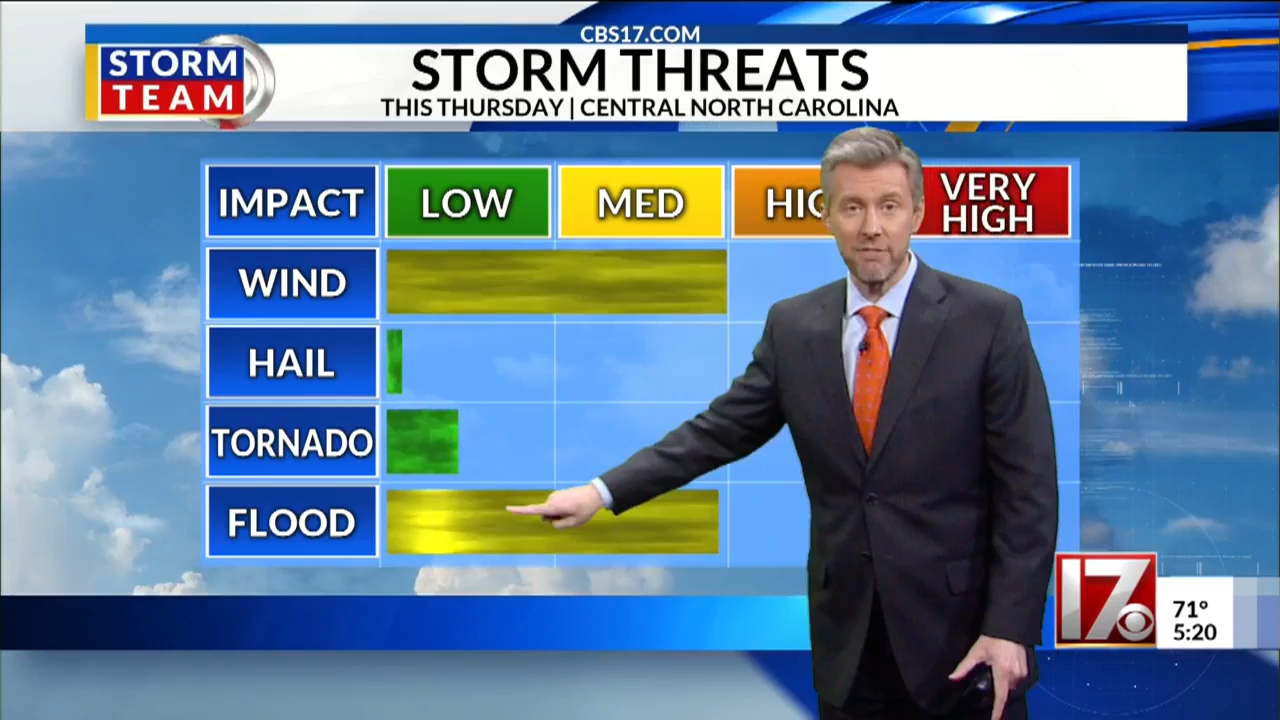 CBS17.COM
STORM TEAM
STORM THREATS
THIS THURSDAY | CENTRAL NORTH CAROLINA
IMPACT LOW MED VERY HIGH
WIND
HAIL
TORNADO
FLOOD
17
71°
5:20